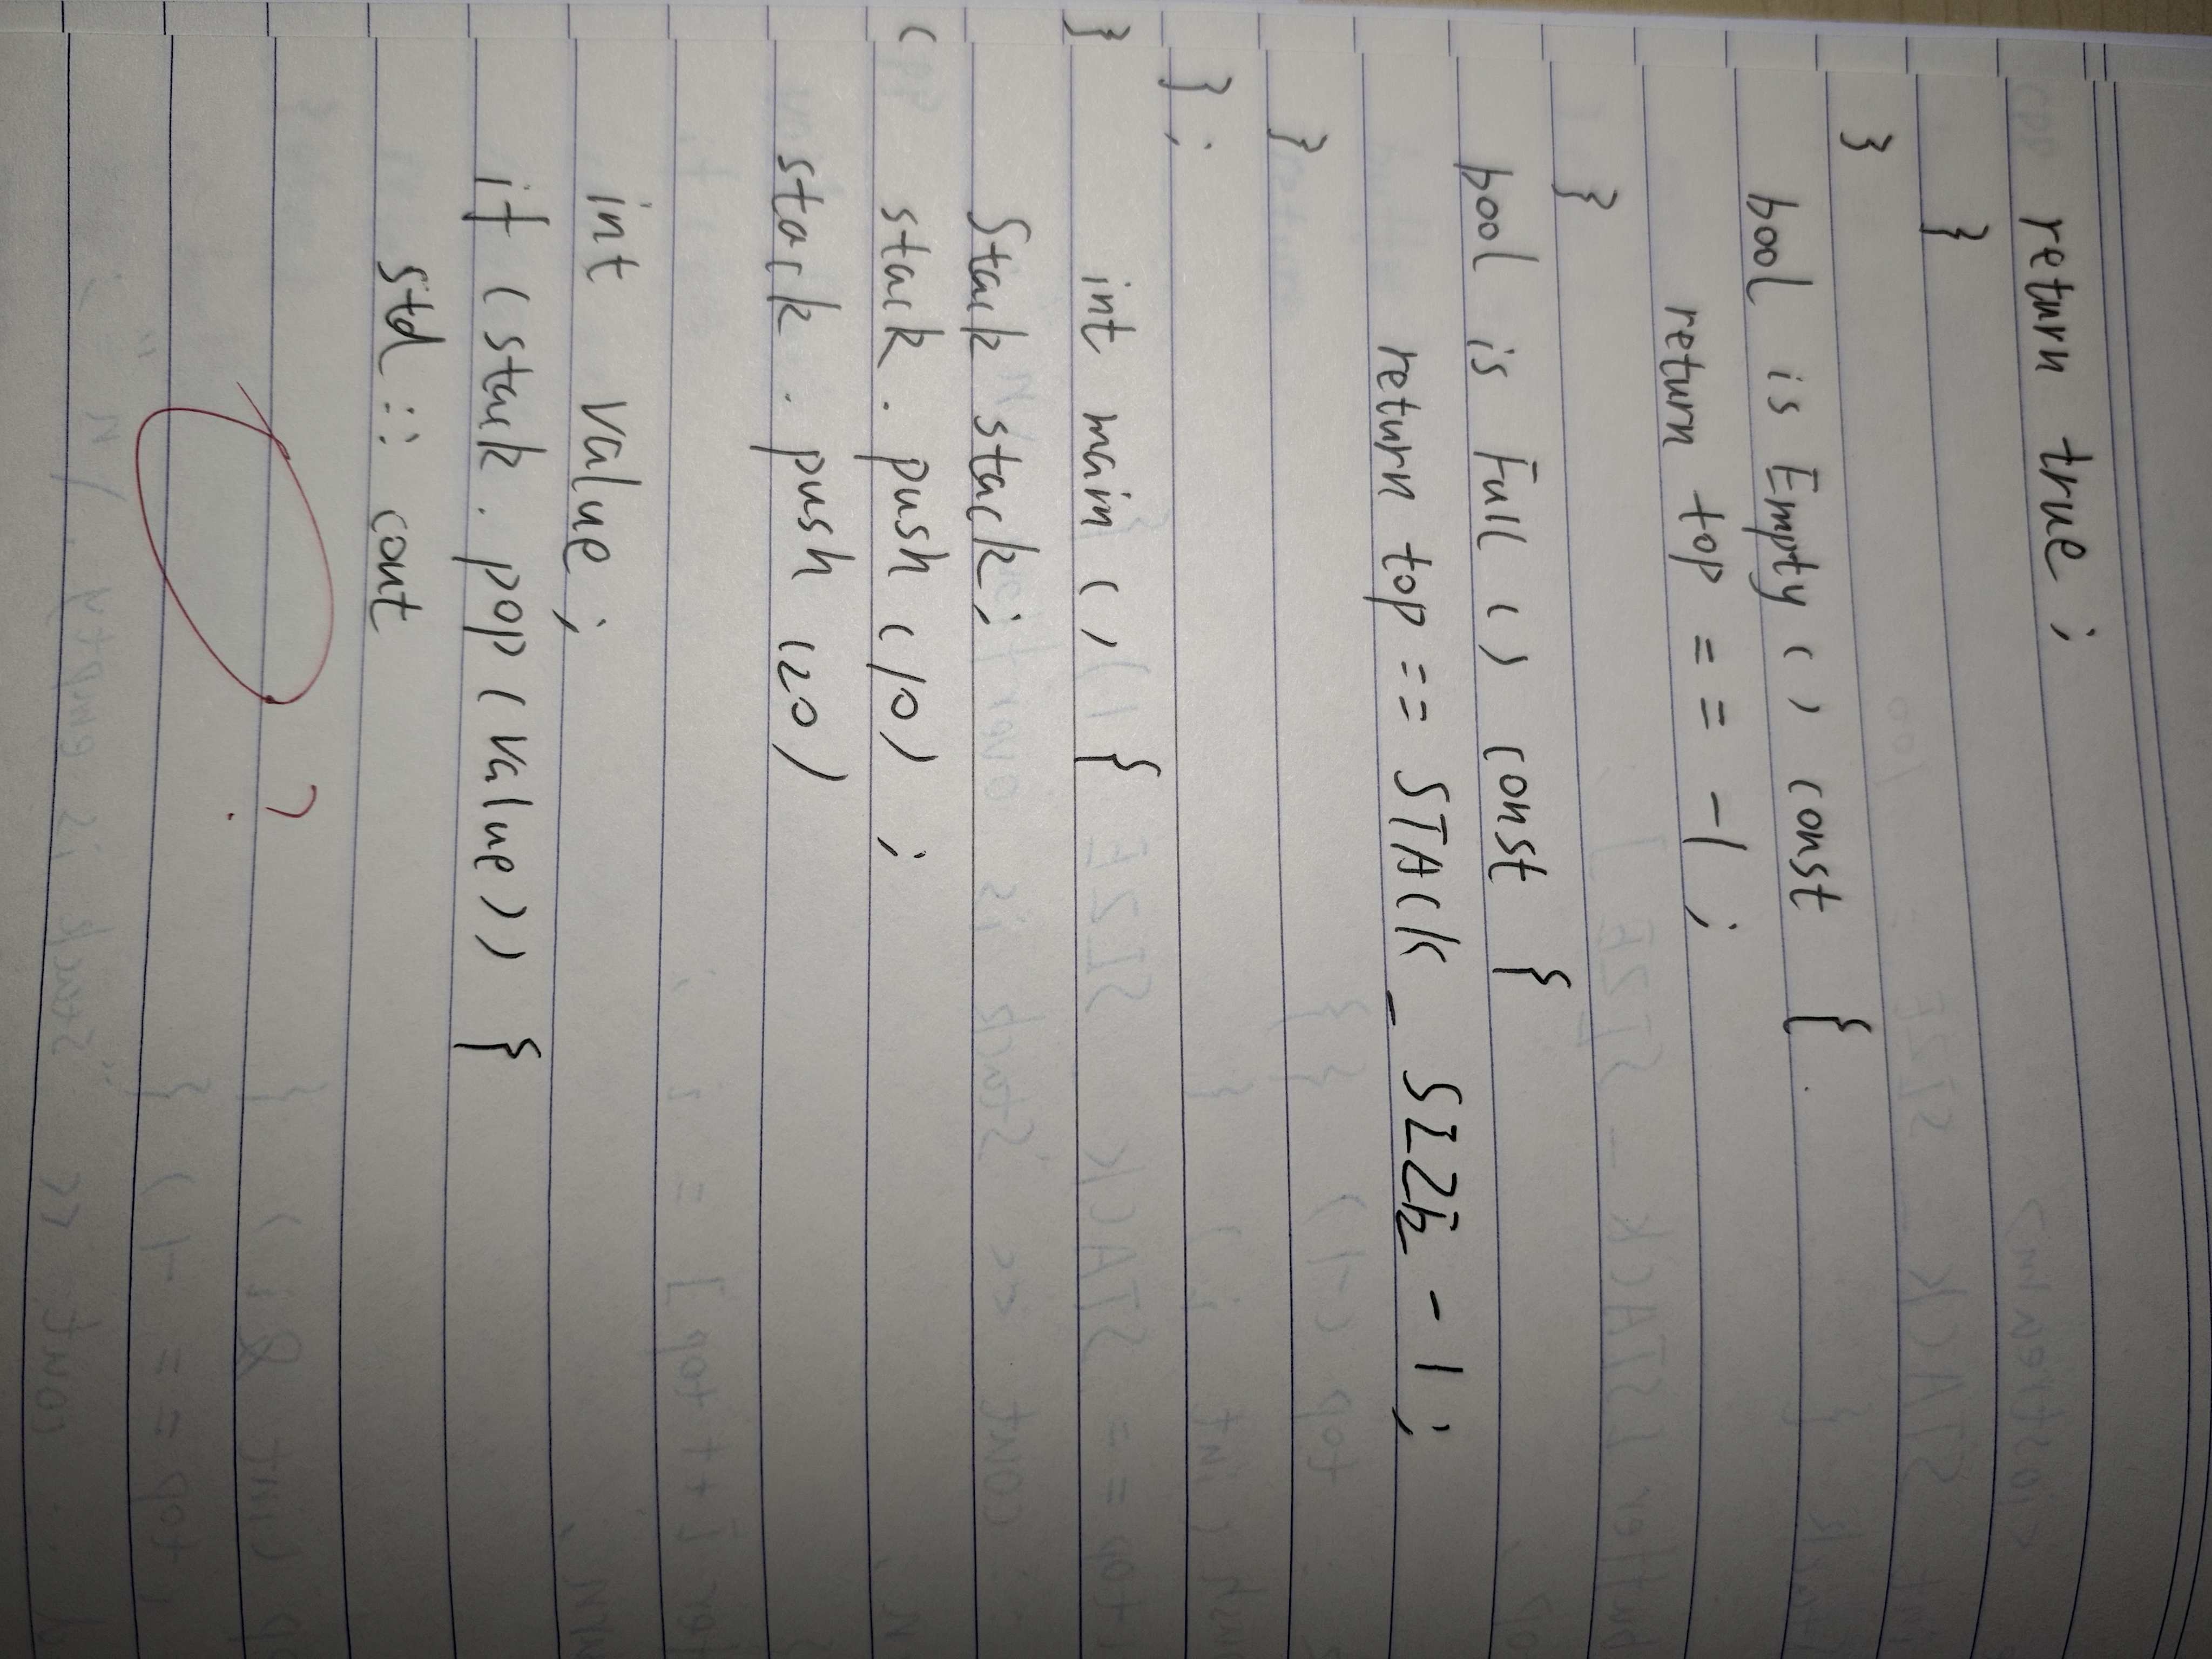 return true ;
}
}
bool is Empty ( ) const {
return top = = -1 ;
}
bool is Full ( ) const {
return top == STACK _ SIZE - 1 ;
}
} ;
} int main ( ) {
Stack stack ;
( stack . push (10) ;
stack . push (20)
int value ;
if (stack . pop (value)) {
std :: cout
?